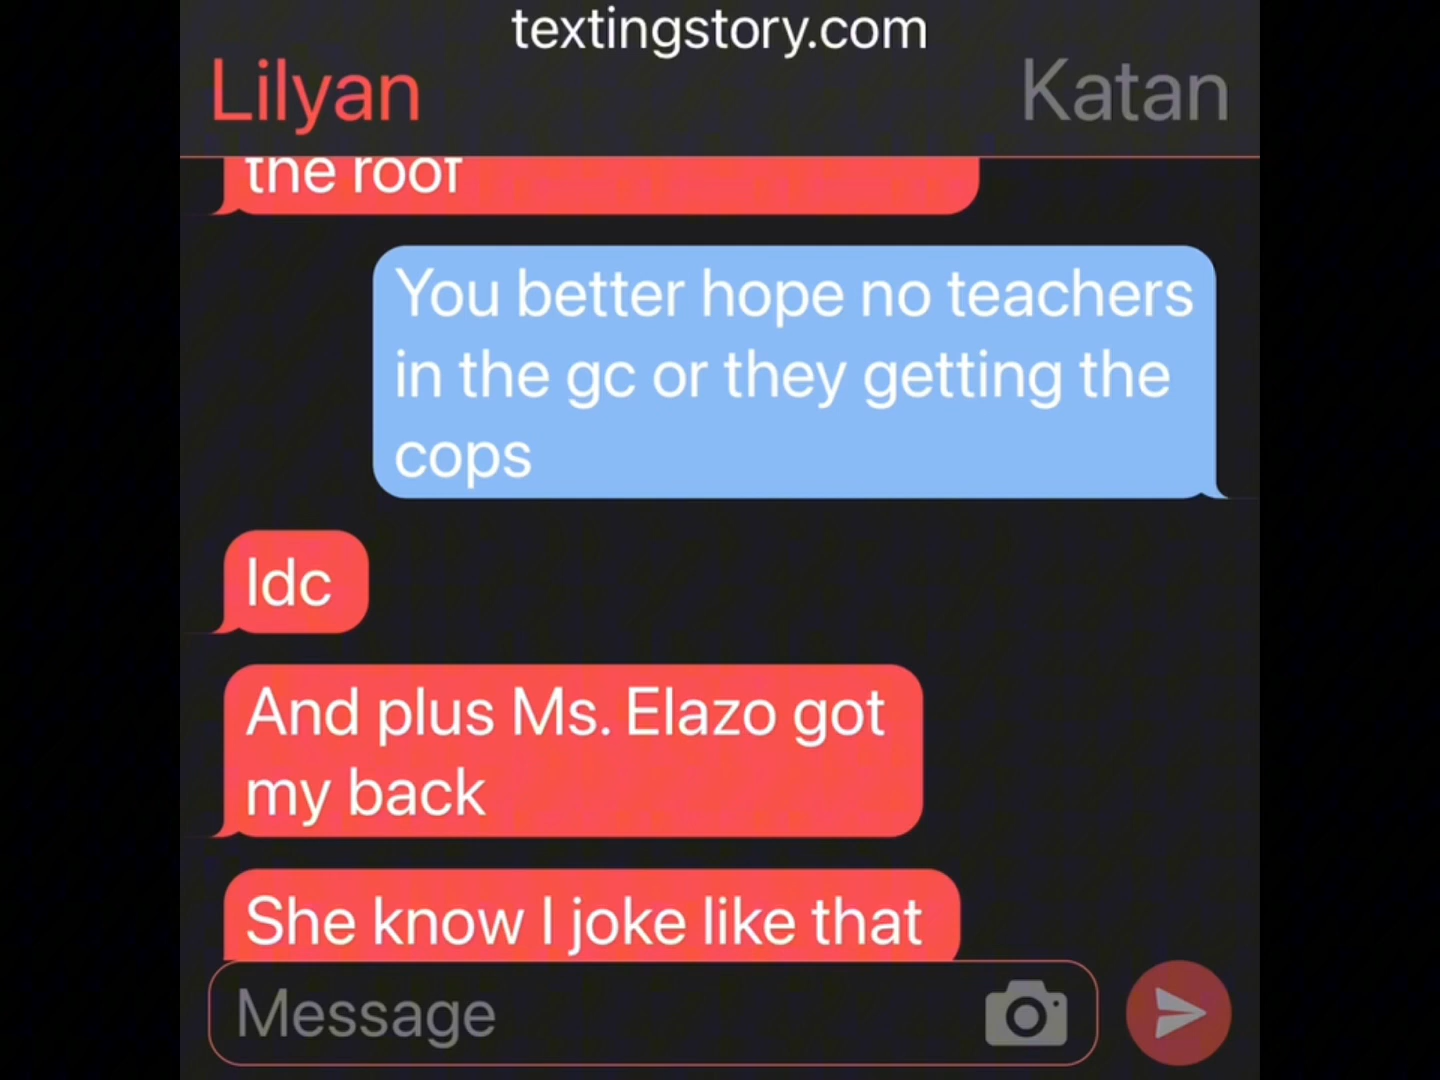 textingstory.com
Lilyan
Katan
the roof
You better hope no teachers
in the gc or they getting the
cops
Idc
And plus Ms. Elazo got
my back
She know I joke like that
Message